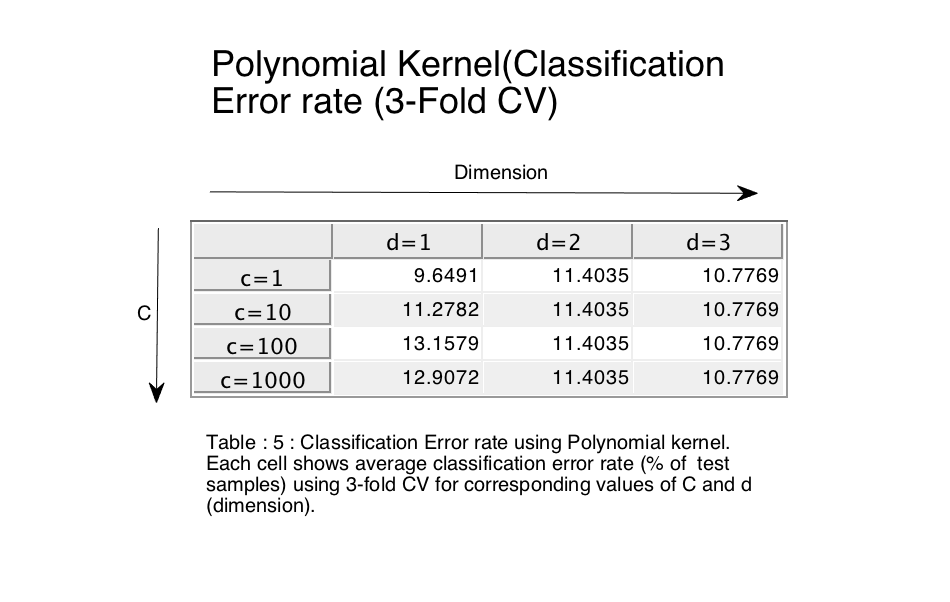 Polynomial Kernel(Classification
Error rate (3-Fold CV)
Dimension
d=1 d=2 d=3
c=1 9.6491 11.4035 10.7769
c=10 11.2782 11.4035 10.7769
C
c=100 13.1579 11.4035 10.7769
c=1000 12.9072 11.4035 10.7769
Table : 5 : Classification Error rate using Polynomial kernel.
Each cell shows average classification error rate (% of test
samples) using 3-fold CV for corresponding values of C and d
(dimension).